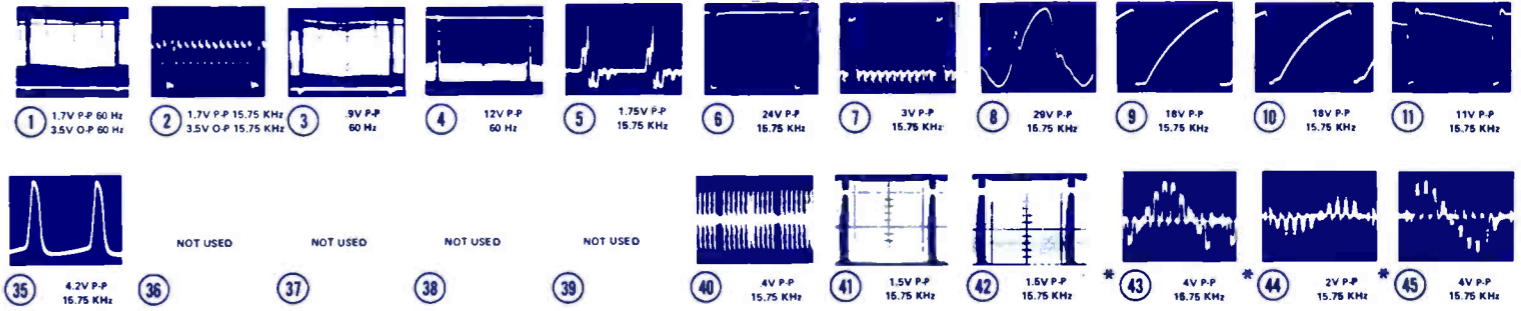 1 1.7V P-P 60 Hz
3.5V O-P 60 Hz
2 1.7V P-P 15.75 KHz
3.5V O-P 15.75 KHz
3 .9V P-P
60 Hz
4 12V P-P
60 Hz
5 1.75V P-P
15.75 KHz
6 24V P-P
15.75 KHz
7 3V P-P
15.75 KHz
8 29V P-P
15.75 KHz
9 18V P-P
15.75 KHz
10 18V P-P
15.75 KHz
11 11V P-P
15.75 KHz
35 4.2V P-P
15.75 KHz
36 NOT USED
37 NOT USED
38 NOT USED
39 NOT USED
40 .4V P-P
15.75 KHz
41 1.5V P-P
15.75 KHz
42 1.5V P-P
15.75 KHz
* 43 4V P-P
15.75 KHz
* 44 2V P-P
15.75 KHz
* 45 4V P-P
15.75 KHz